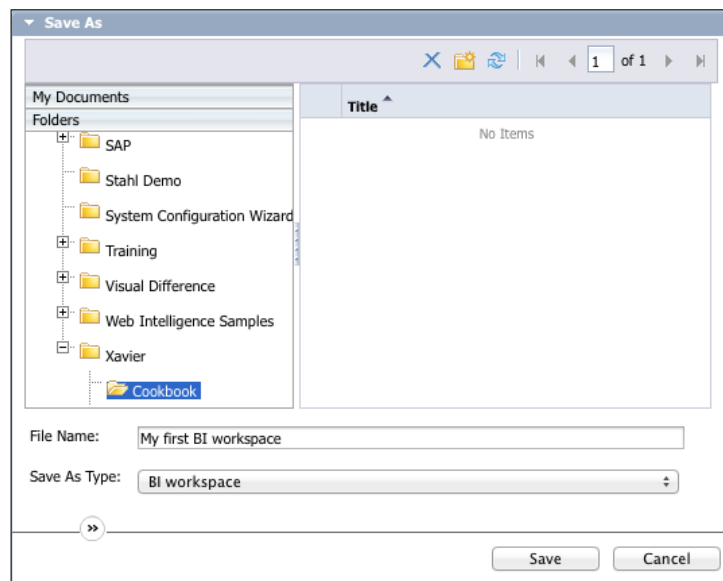 Save As
1 of 1
My Documents
Folders
Title
No Items
SAP
Stahl Demo
System Configuration Wizard
Training
Visual Difference
Web Intelligence Samples
Xavier
Cookbook
File Name: My first BI workspace
Save As Type: BI workspace
Save Cancel